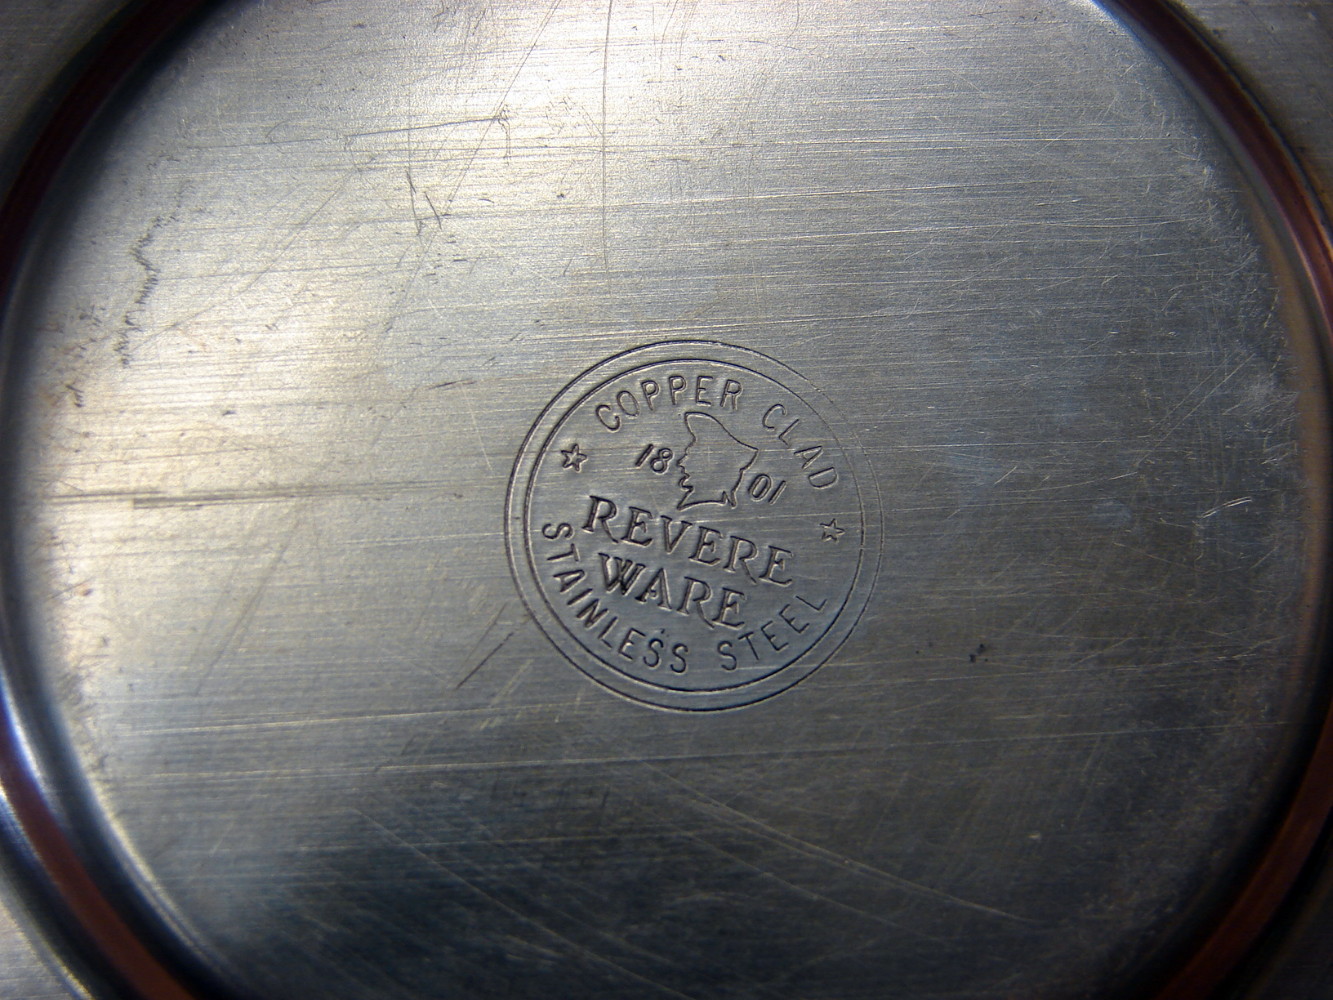 COPPER CLAD
18 01
REVERE
WARE
STAINLESS STEEL